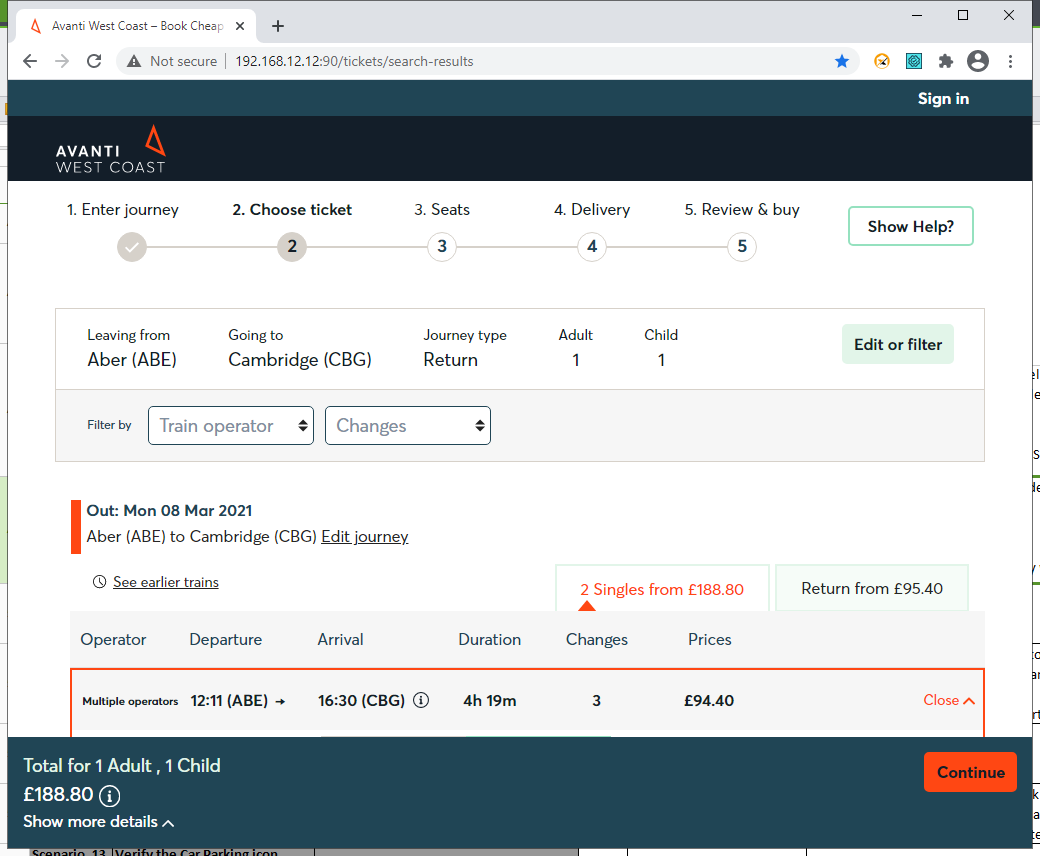 Avanti West Coast – Book Cheap
Not secure
192.168.12.12:90/tickets/search-results
Sign in
AVANTI
WEST COAST
1. Enter journey
2. Choose ticket
3. Seats
4. Delivery
5. Review & buy
Show Help?
2
3
4
5
Leaving from
Going to
Journey type
Adult
Child
Aber (ABE)
Cambridge (CBG)
Return
1
1
Edit or filter
Filter by
Train operator
Changes
Out: Mon 08 Mar 2021
Aber (ABE) to Cambridge (CBG) Edit journey
See earlier trains
2 Singles from £188.80
Return from £95.40
Operator
Departure
Arrival
Duration
Changes
Prices
Multiple operators
12:11 (ABE) →
16:30 (CBG)
4h 19m
3
£94.40
Close
Total for 1 Adult , 1 Child
£188.80
Continue
Show more details
Scenario 13
Verify the Car Parking icon